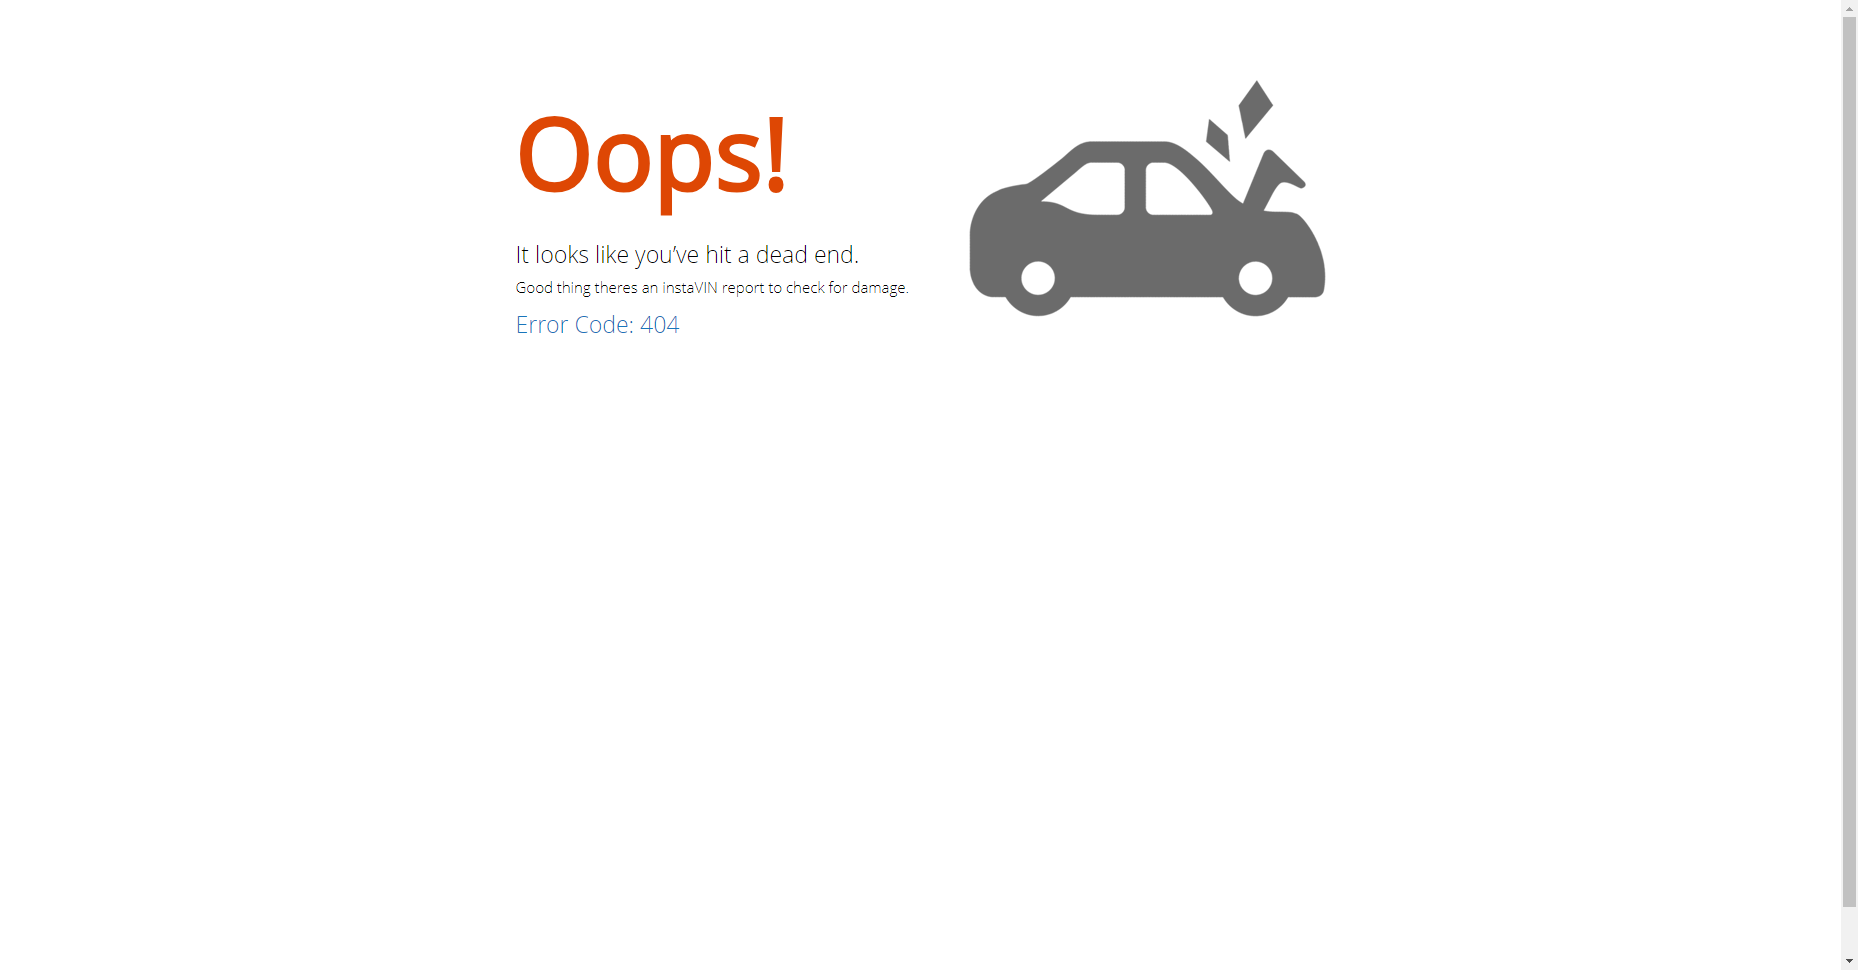 Oops!
It looks like you’ve hit a dead end.
Good thing theres an instaVIN report to check for damage.
Error Code: 404